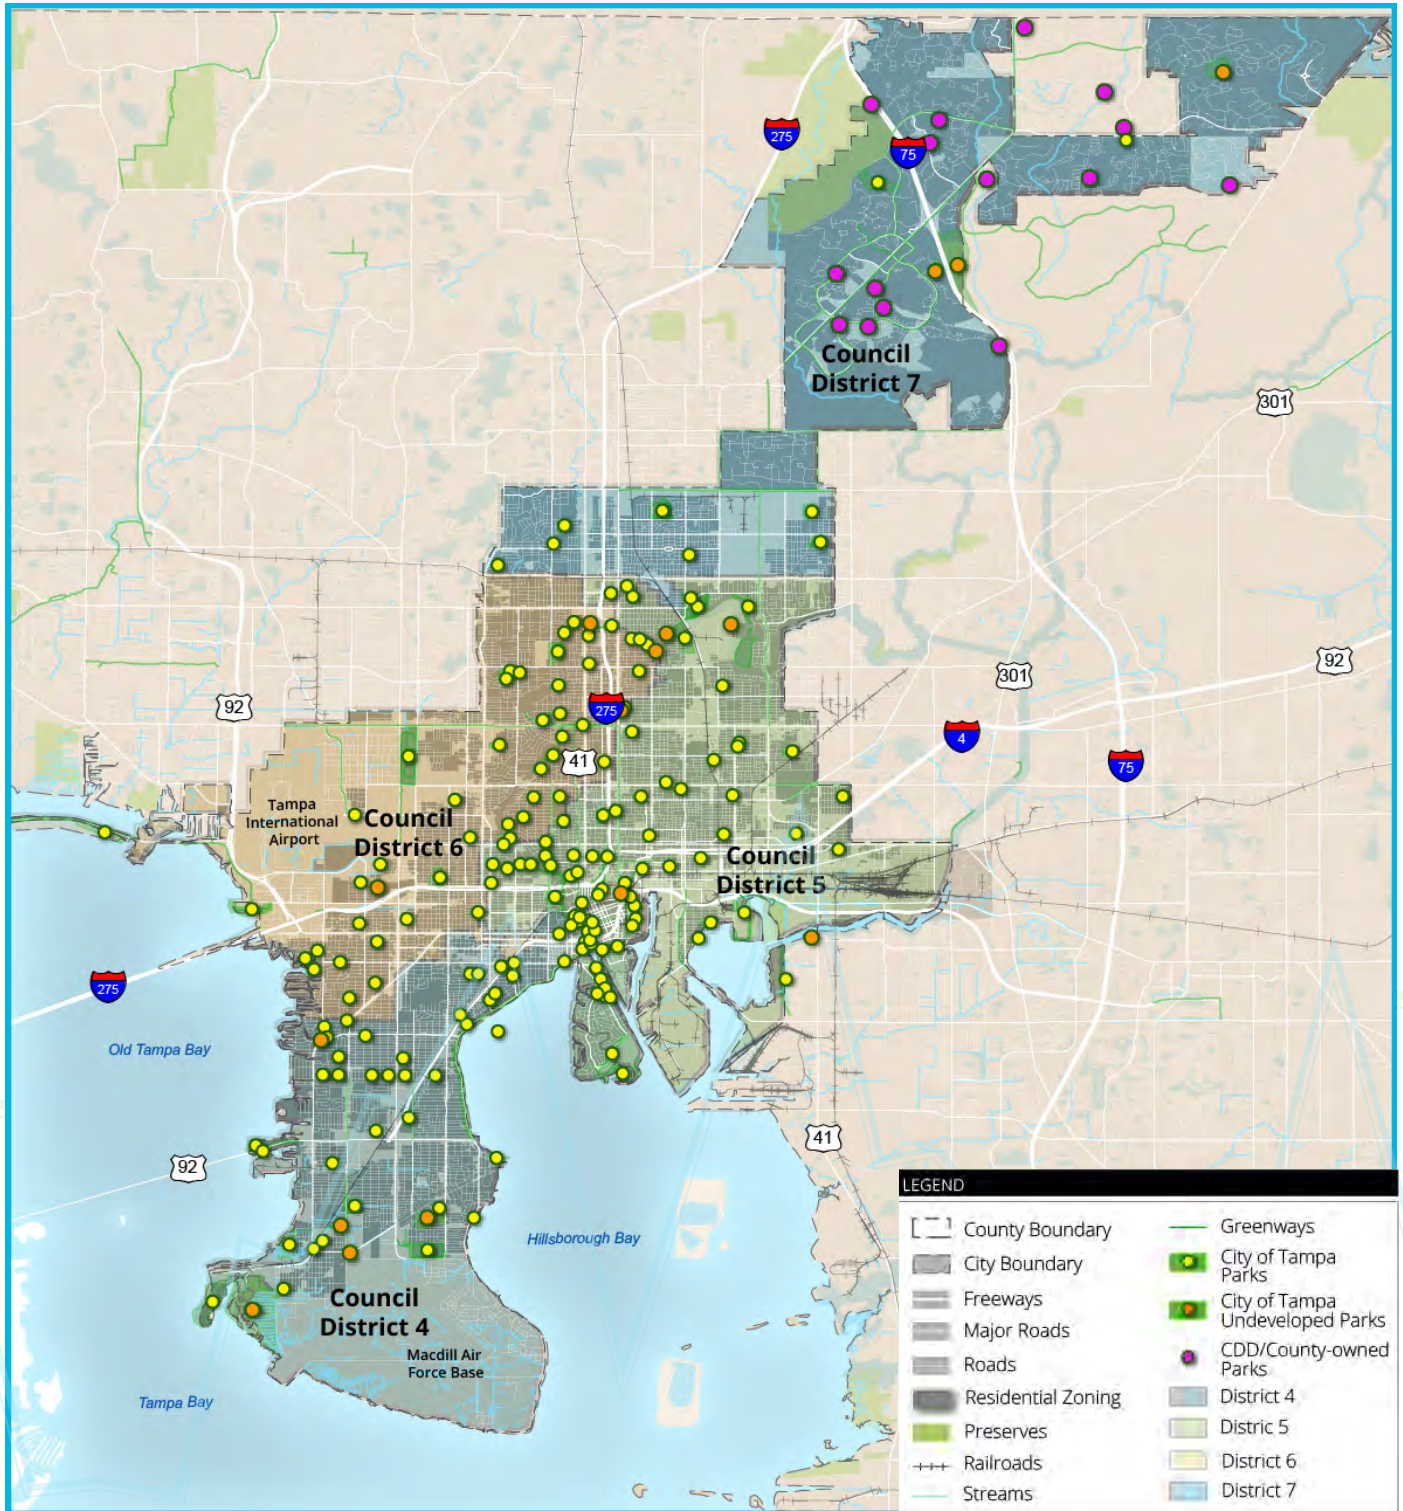 275
75
Council
District 7
301
92
301
92
275
4
41
75
Tampa
International
Airport
Council
District 6
Council
District 5
275
Old Tampa Bay
92
41
Hillsborough Bay
Council
District 4
Macdill Air
Force Base
Tampa Bay
LEGEND
County Boundary
City Boundary
Freeways
Major Roads
Roads
Residential Zoning
Preserves
Railroads
Streams
Greenways
City of Tampa
Parks
City of Tampa
Undeveloped Parks
CDD/County-owned
Parks
District 4
Distric 5
District 6
District 7